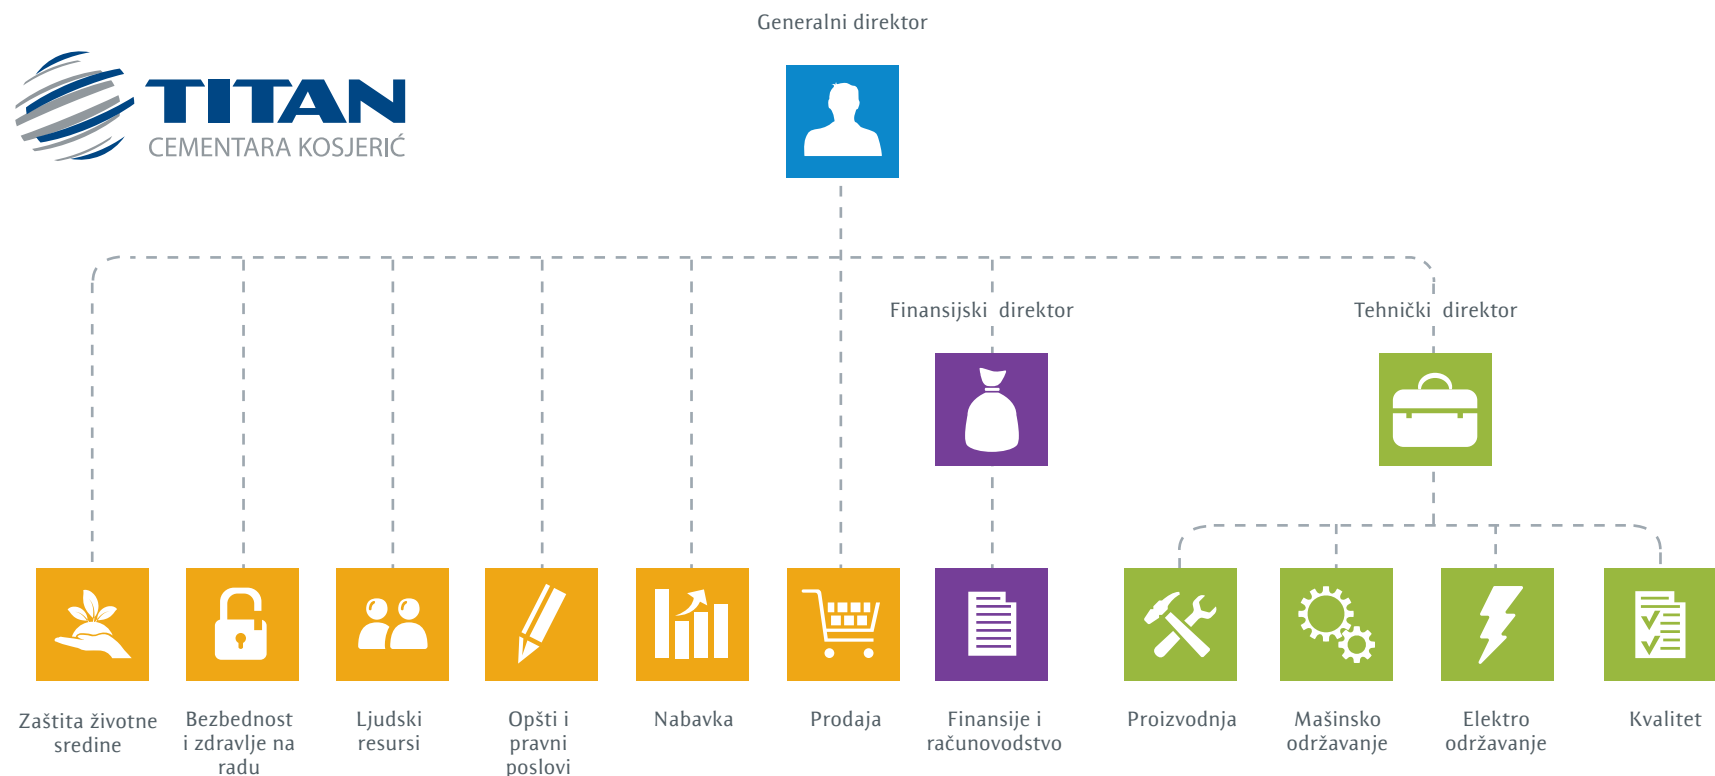 Generalni direktor
TITAN
CEMENTARA KOSJERIĆ
Finansijski direktor
Tehnički direktor
Zaštita životne
sredine
Bezbednost
i zdravlje na
radu
Ljudski
resursi
Opšti i
pravni
poslovi
Nabavka
Prodaja
Finansije i
računovodstvo
Proizvodnja
Mašinsko
održavanje
Elektro
održavanje
Kvalitet